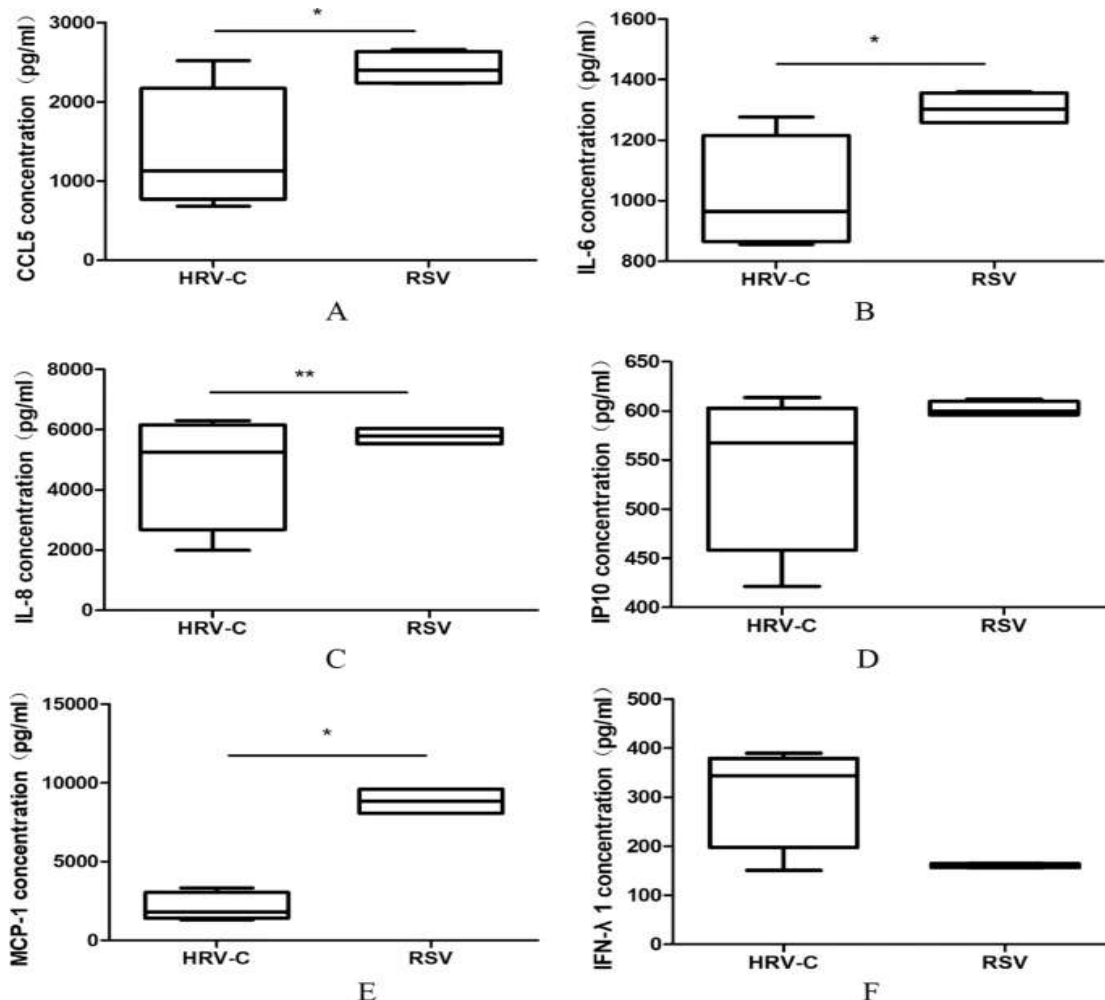 CCL5 concentration（pg/ml）
3000
2000
1000
0
*
HRV-C RSV
A
IL-6 concentration（pg/ml）
1600
1400
1200
1000
800
*
HRV-C RSV
B
IL-8 concentration（pg/ml）
8000
6000
4000
2000
0
**
HRV-C RSV
C
IP10 concentration（pg/ml）
650
600
550
500
450
400
HRV-C RSV
D
MCP-1 concentration（pg/ml）
15000
10000
5000
0
*
HRV-C RSV
E
IFN-λ 1 concentration（pg/ml）
500
400
300
200
100
0
HRV-C RSV
F